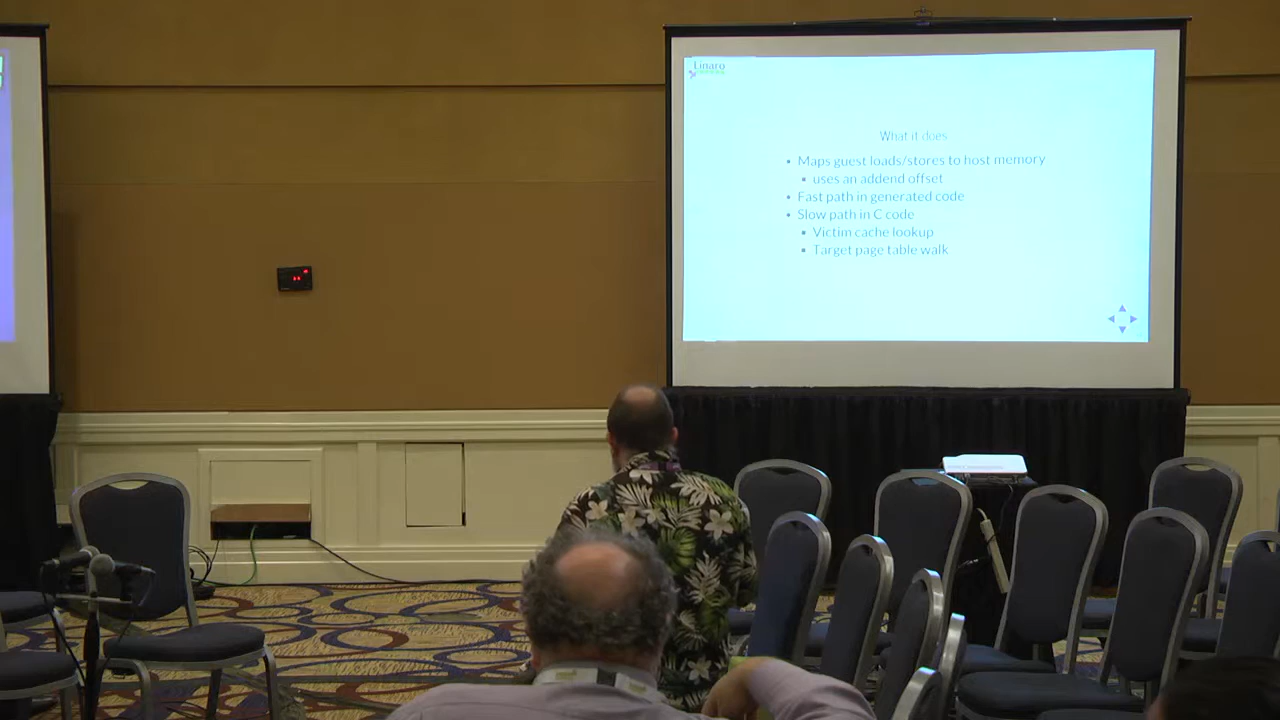 Linaro
What it does
• Maps guest loads/stores to host memory
▪ uses an addend offset
• Fast path in generated code
• Slow path in C code
▪ Victim cache lookup
▪ Target page table walk